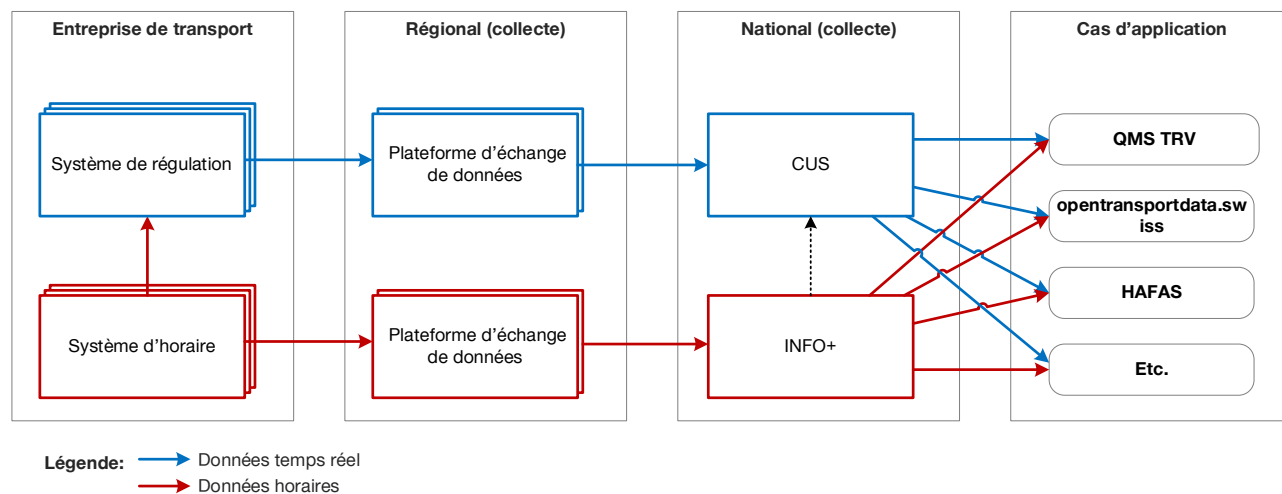 Entreprise de transport
Régional (collecte)
National (collecte)
Cas d’application
Système de régulation
Plateforme d’échange
de données
CUS
QMS TRV
opentransportdata.sw
iss
HAFAS
Etc.
Système d’horaire
Plateforme d’échange
de données
INFO+
Légende:
Données temps réel
Données horaires